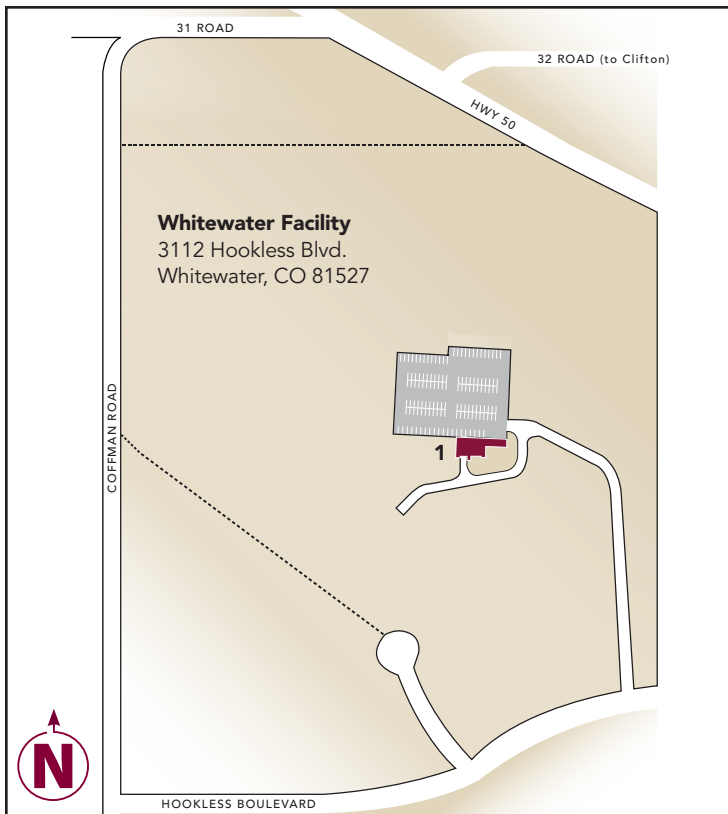 31 ROAD
32 ROAD (to Clifton)
HWY 50
Whitewater Facility
3112 Hookless Blvd.
Whitewater, CO 81527
COFFMAN ROAD
1
N
HOOKLESS BOULEVARD